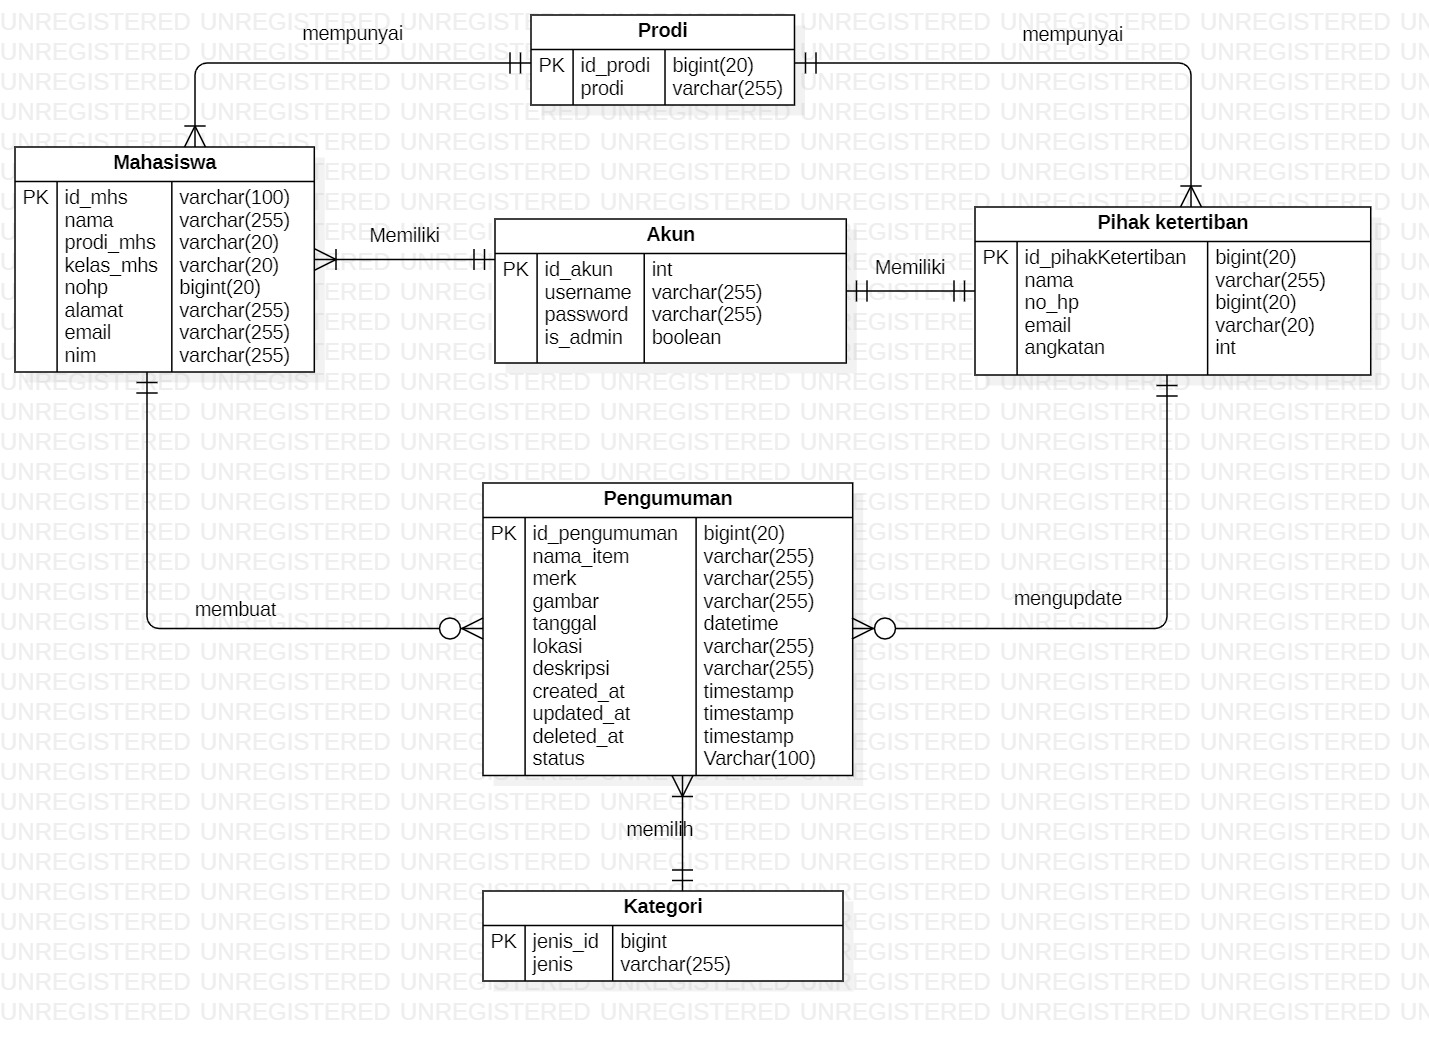 mempunyai
Prodi
mempunyai
PK id_prodi bigint(20)
prodi varchar(255)
Mahasiswa
PK id_mhs varchar(100)
nama varchar(255)
prodi_mhs varchar(20)
kelas_mhs varchar(20)
nohp bigint(20)
alamat varchar(255)
email varchar(255)
nim varchar(255)
Memiliki
Akun
PK id_akun int
username varchar(255)
password varchar(255)
is_admin boolean
Memiliki
Pihak ketertiban
PK id_pihakKetertiban bigint(20)
nama varchar(255)
no_hp bigint(20)
email varchar(20)
angkatan int
membuat
Pengumuman
PK id_pengumuman bigint(20)
nama_item varchar(255)
merk varchar(255)
gambar varchar(255)
tanggal datetime
lokasi varchar(255)
deskripsi varchar(255)
created_at timestamp
updated_at timestamp
deleted_at timestamp
status Varchar(100)
mengupdate
memilih
Kategori
PK jenis_id bigint
jenis varchar(255)
UNREGISTERED